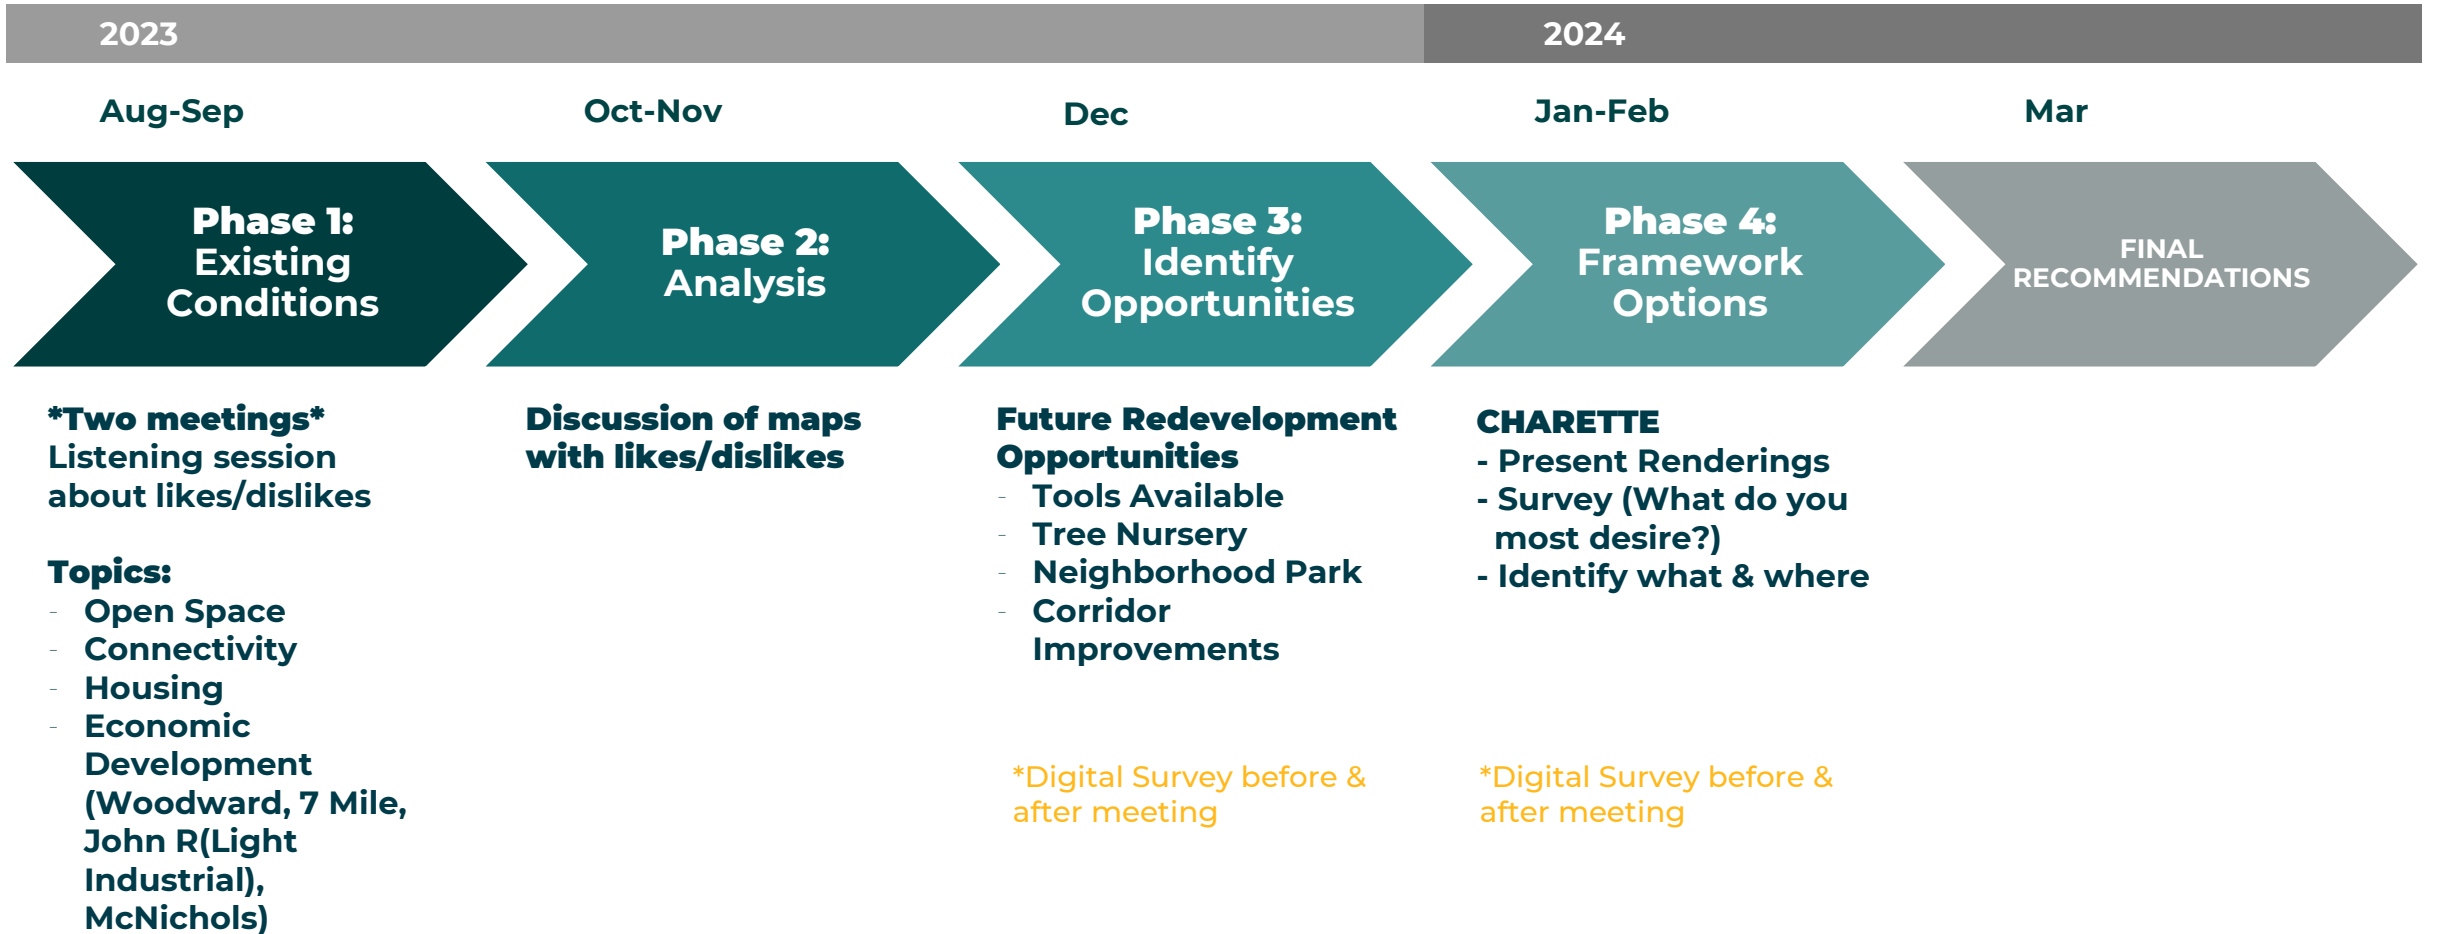 2023
2024
Aug-Sep
Oct-Nov
Dec
Jan-Feb
Mar
Phase 1:
Existing
Conditions
Phase 2:
Analysis
Phase 3:
Identify
Opportunities
Phase 4:
Framework
Options
FINAL
RECOMMENDATIONS
*Two meetings*
Listening session
about likes/dislikes
Topics:
- Open Space
- Connectivity
- Housing
- Economic
Development
(Woodward, 7 Mile,
John R(Light
Industrial),
McNichols)
Discussion of maps
with likes/dislikes
Future Redevelopment
Opportunities
- Tools Available
- Tree Nursery
- Neighborhood Park
- Corridor
Improvements
*Digital Survey before &
after meeting
CHARETTE
- Present Renderings
- Survey (What do you
most desire?)
- Identify what & where
*Digital Survey before &
after meeting